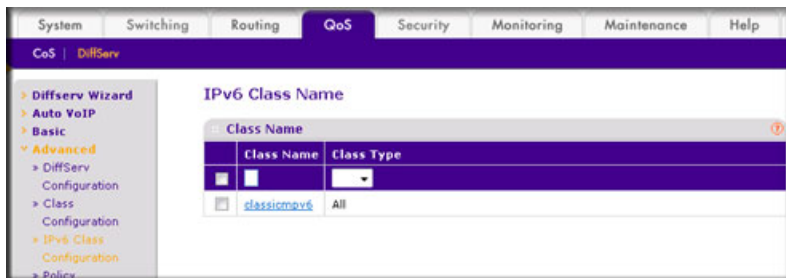 System Switching Routing QoS Security Monitoring Maintenance Help
CoS | DiffServ
Diffserv Wizard
Auto VoIP
Basic
Advanced
» DiffServ
Configuration
» Class
Configuration
» IPv6 Class
Configuration
» Policy
IPv6 Class Name
Class Name
Class Name Class Type
classicmpv6 All